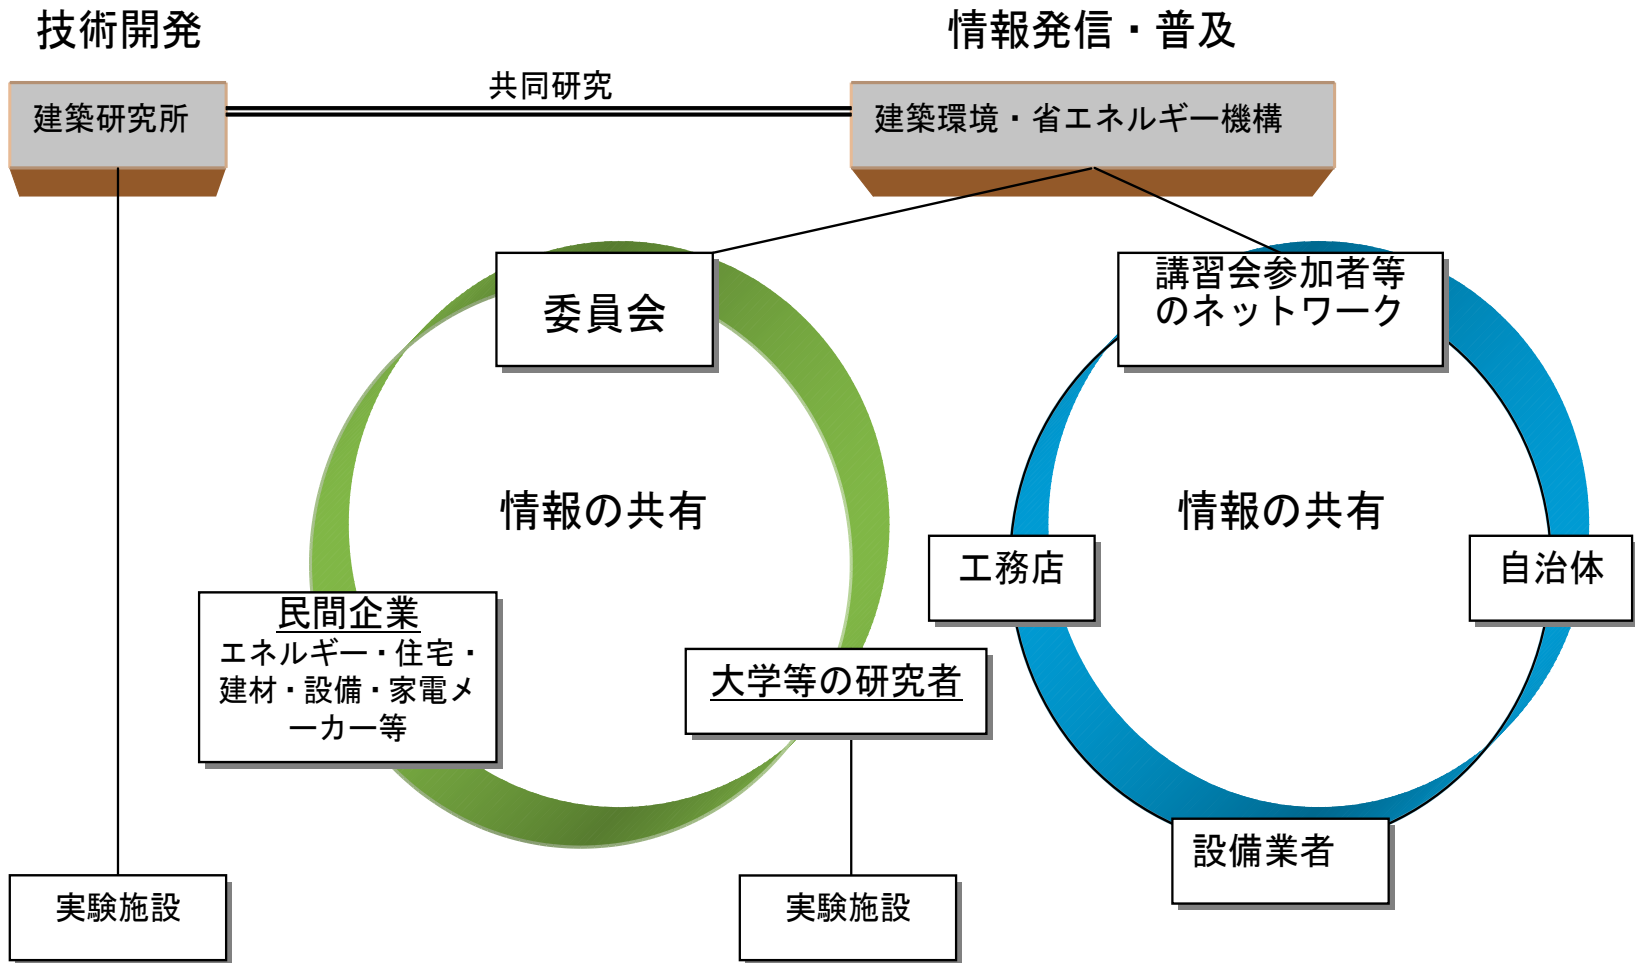 技術開発
情報発信・普及
共同研究
建築研究所
建築環境・省エネルギー機構
委員会
講習会参加者等
のネットワーク
情報の共有
情報の共有
工務店
自治体
民間企業
エネルギー・住宅・
建材・設備・家電メ
ーカー等
大学等の研究者
設備業者
実験施設
実験施設